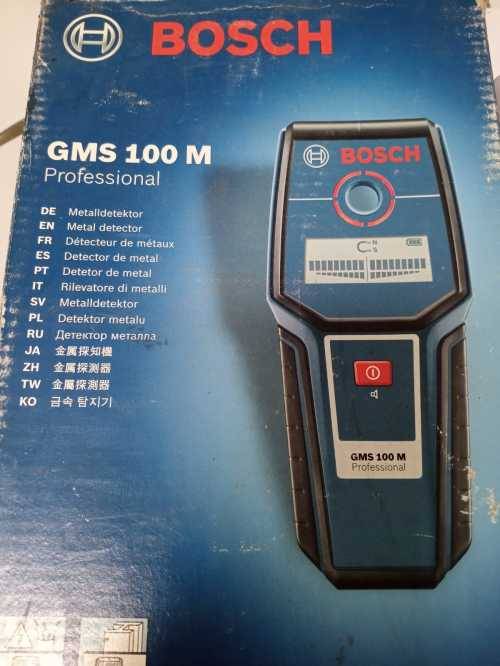 BOSCH
GMS 100 M
Professional
DE Metalldetektor
EN Metal detector
FR Détecteur de métaux
ES Detector de metal
PT Detetor de metal
IT Rilevatore di metalli
SV Metalldetektor
PL Detektor metalu
RU Детектор металла
JA 金属探知機
ZH 金属探测器
TW 金屬探測器
KO 금속 탐지기
BOSCH
N
S
GMS 100 M
Professional